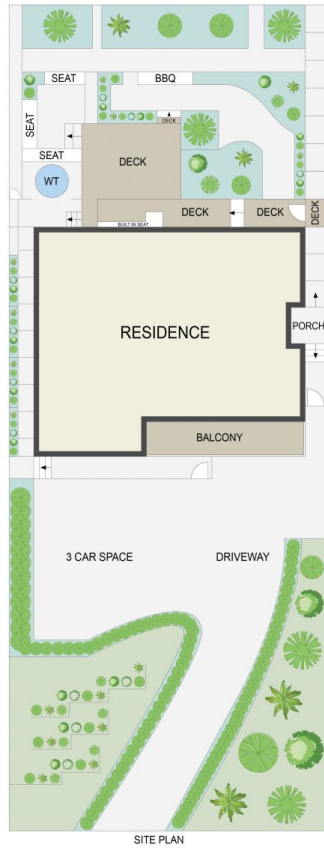 SEAT
BBQ
SEAT
DECK
SEAT
DECK
WT
DECK
DECK
DECK
BUILT IN SEAT
RESIDENCE
PORCH
BALCONY
3 CAR SPACE
DRIVEWAY
SITE PLAN